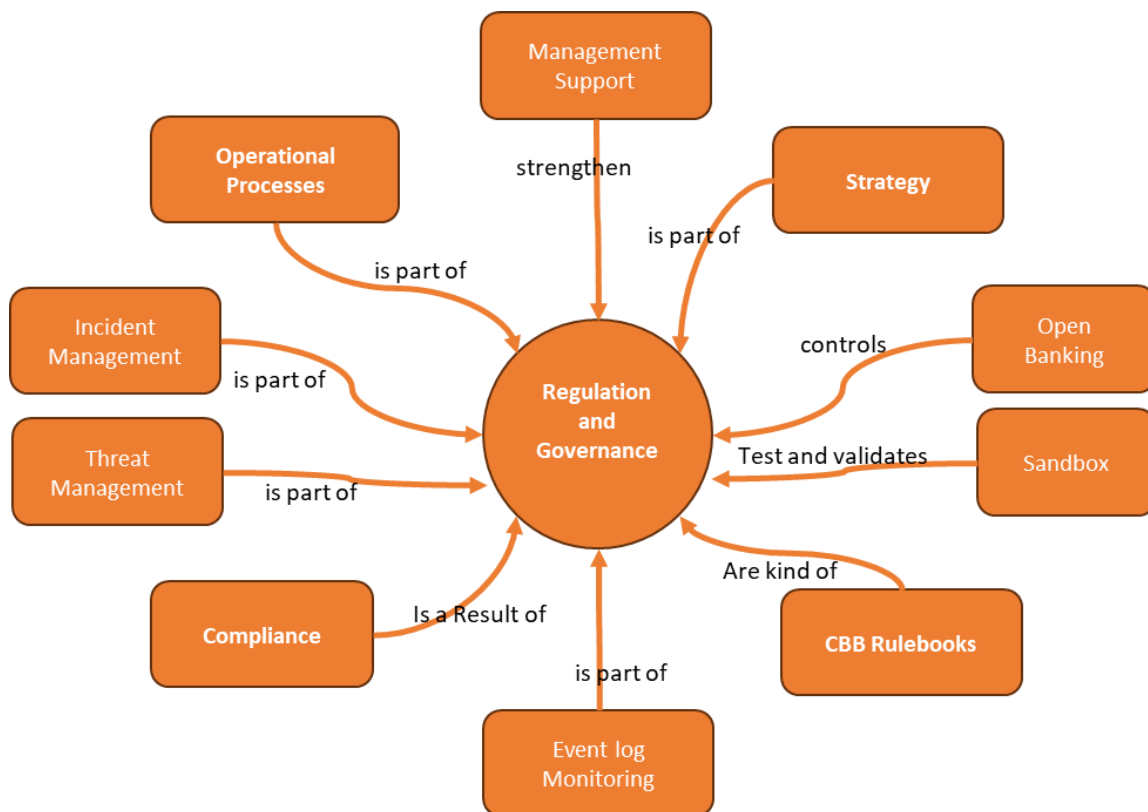 Management
Support
strengthen
Operational
Processes
Strategy
is part of
is part of
Incident
Management
is part of
Open
Banking
controls
Regulation
and
Governance
Threat
Management
is part of
Test and validates
Sandbox
Are kind of
Compliance
Is a Result of
CBB Rulebooks
is part of
Event log
Monitoring